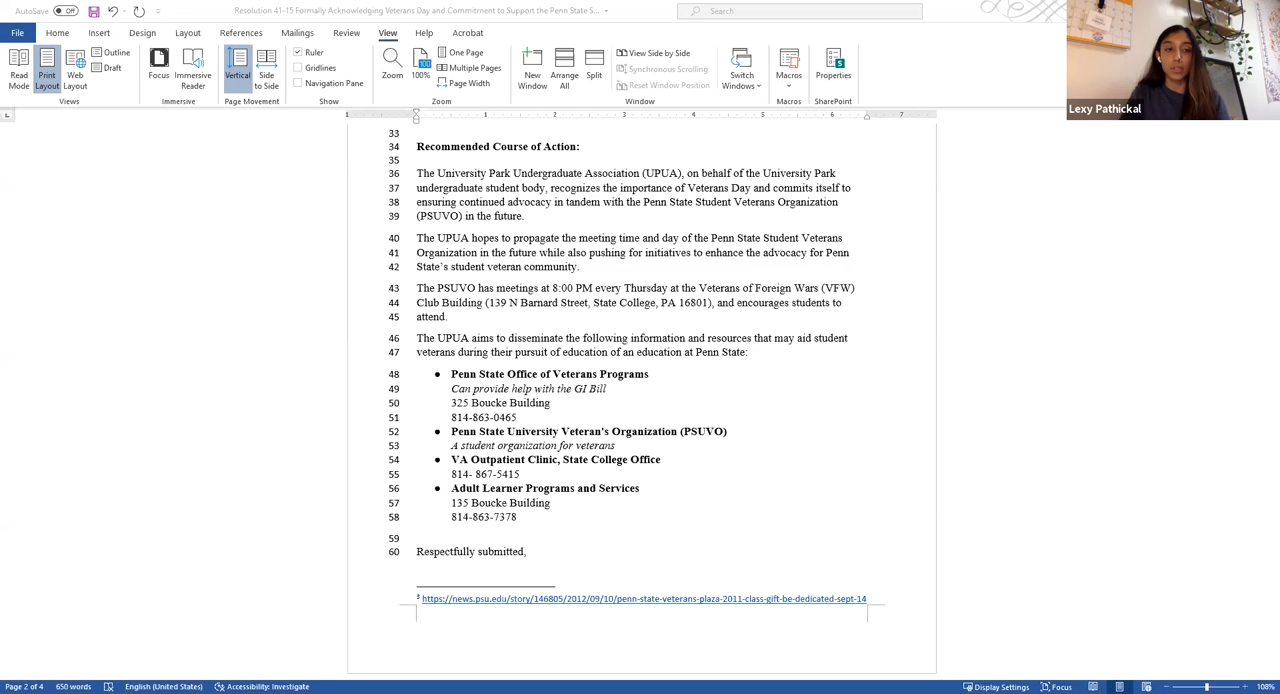 AutoSave Off Resolution 41-15 Formally Acknowledging Veterans Day and Commitment to Support the Penn State S... Search
File Home Insert Draw Design Layout References Mailings Review View Help Acrobat
Read Mode Print Layout Web Layout Outline Draft Views
Focus Immersive Reader Immersive
Vertical Side to Side Page Movement
Ruler Gridlines Navigation Pane Show
Zoom 100% One Page Multiple Pages Page Width Zoom
New Window Arrange All Split View Side by Side Synchronous Scrolling Reset Window Position Switch Windows Window
Macros Macros
Properties SharePoint
Lexy Pathickal
1 1 2 3 4 5 6 7
33
34 Recommended Course of Action:
35
36 The University Park Undergraduate Association (UPUA), on behalf of the University Park
37 undergraduate student body, recognizes the importance of Veterans Day and commits itself to
38 ensuring continued advocacy in tandem with the Penn State Student Veterans Organization
39 (PSUVO) in the future.
40 The UPUA hopes to propagate the meeting time and day of the Penn State Student Veterans
41 Organization in the future while also pushing for initiatives to enhance the advocacy for Penn
42 State's student veteran community.
43 The PSUVO has meetings at 8:00 PM every Thursday at the Veterans of Foreign Wars (VFW)
44 Club Building (139 N Barnard Street, State College, PA 16801), and encourages students to
45 attend.
46 The UPUA aims to disseminate the following information and resources that may aid student
47 veterans during their pursuit of education of an education at Penn State:
48 ● Penn State Office of Veterans Programs
49 Can provide help with the GI Bill
50 325 Boucke Building
51 814-863-0465
52 ● Penn State University Veteran's Organization (PSUVO)
53 A student organization for veterans
54 ● VA Outpatient Clinic, State College Office
55 814- 867-5415
56 ● Adult Learner Programs and Services
57 135 Boucke Building
58 814-863-7378
59
60 Respectfully submitted,
3 https://news.psu.edu/story/146805/2012/09/10/penn-state-veterans-plaza-2011-class-gift-be-dedicated-sept-14
Page 2 of 4 650 words English (United States) Accessibility: Investigate Display Settings Focus 108%